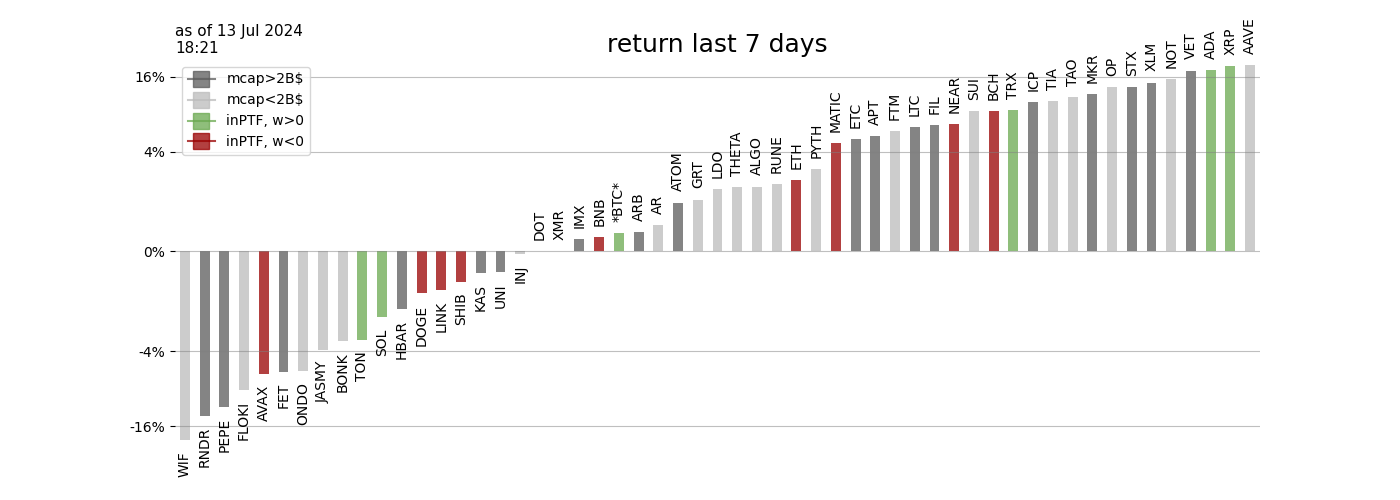 as of 13 Jul 2024
18:21
return last 7 days
mcap>2B$
mcap<2B$
inPTF, w>0
inPTF, w<0
16%
4%
0%
-4%
-16%
WIF
RNDR
PEPE
FLOKI
AVAX
FET
ONDO
JASMY
BONK
TON
SOL
HBAR
DOGE
LINK
SHIB
KAS
UNI
INJ
DOT
XMR
IMX
BNB
*BTC*
ARB
AR
ATOM
GRT
LDO
THETA
ALGO
RUNE
ETH
PYTH
MATIC
ETC
APT
FTM
LTC
FIL
NEAR
SUI
BCH
TRX
ICP
TIA
TAO
MKR
OP
STX
XLM
NOT
VET
ADA
XRP
AAVE